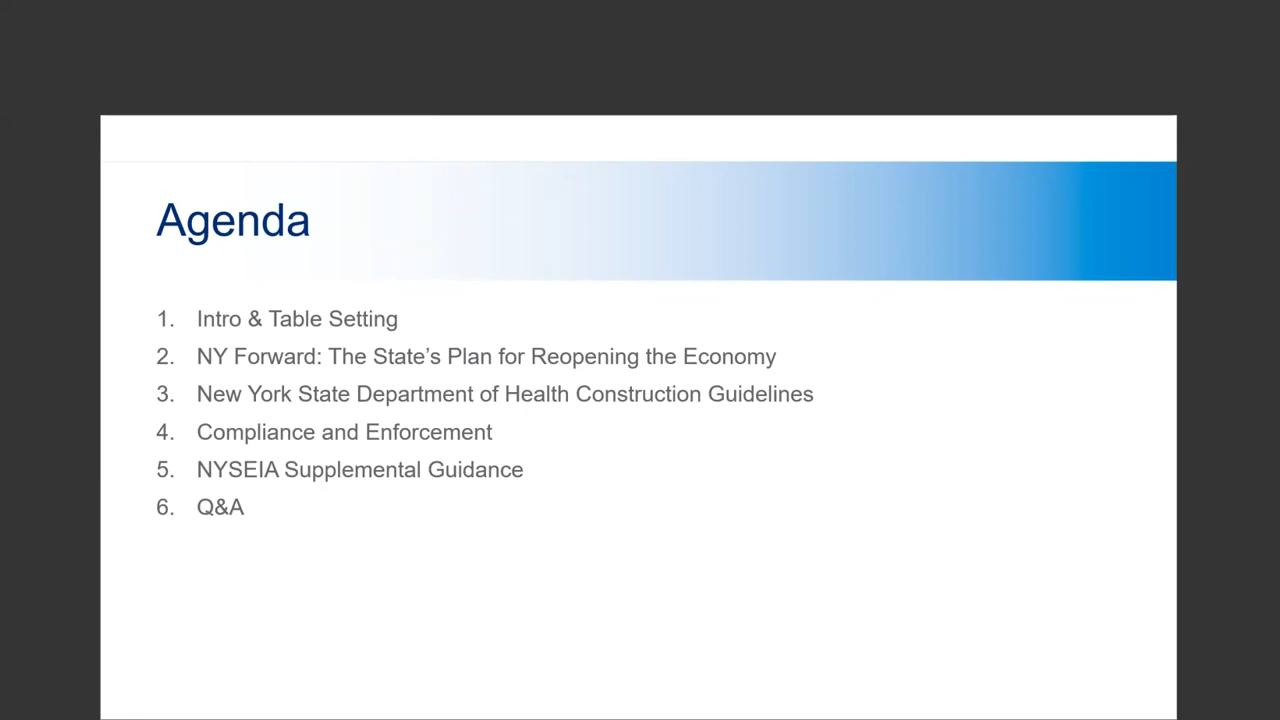 Agenda
1. Intro & Table Setting
2. NY Forward: The State’s Plan for Reopening the Economy
3. New York State Department of Health Construction Guidelines
4. Compliance and Enforcement
5. NYSEIA Supplemental Guidance
6. Q&A